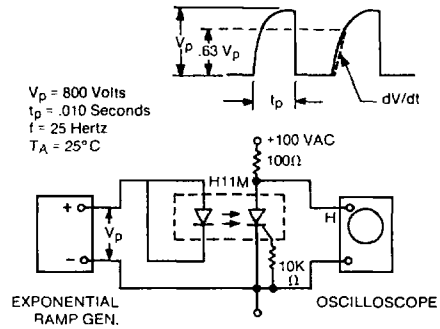 Vp
.63 Vp
tp
dV/dt
Vp = 800 Volts
tp = .010 Seconds
f = 25 Hertz
TA = 25°C
+100 VAC
100Ω
H11M
+
Vp
−
H
10K
Ω
EXPONENTIAL
RAMP GEN.
OSCILLOSCOPE